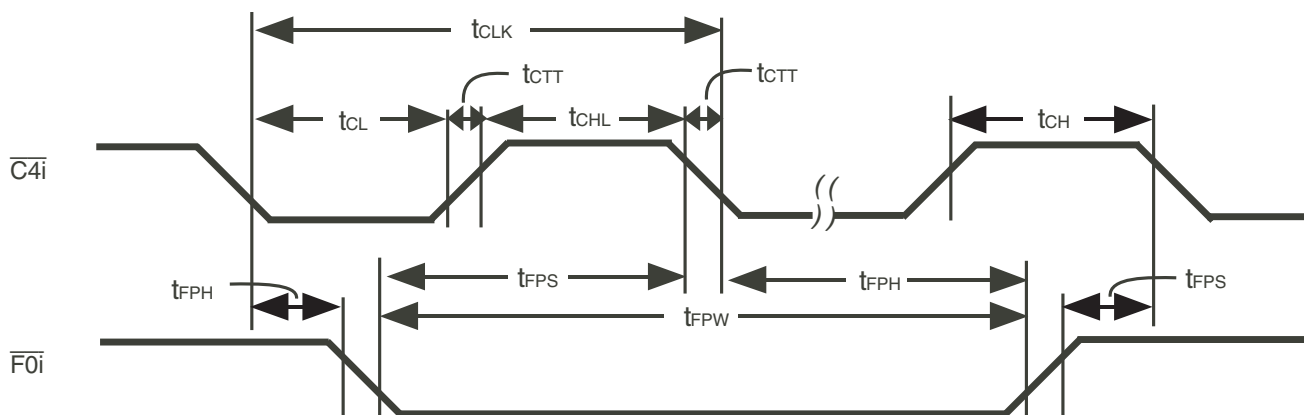 tCLK
tCTT
tCTT
tCL
tCHL
tCH
C4i
tFPS
tFPH
tFPH
tFPS
tFPW
F0i